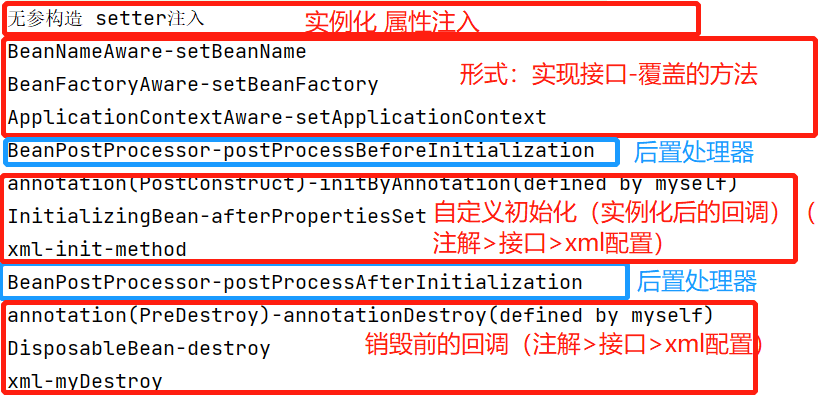 无参构造 setter注入
实例化 属性注入
BeanNameAware-setBeanName
BeanFactoryAware-setBeanFactory
ApplicationContextAware-setApplicationContext
形式：实现接口-覆盖的方法
BeanPostProcessor-postProcessBeforeInitialization
后置处理器
annotation(PostConstruct)-initByAnnotation(defined by myself)
InitializingBean-afterPropertiesSet
xml-init-method
自定义初始化（实例化后的回调）（
注解>接口>xml配置）
BeanPostProcessor-postProcessAfterInitialization
后置处理器
annotation(PreDestroy)-annotationDestroy(defined by myself)
DisposableBean-destroy
xml-myDestroy
销毁前的回调（注解>接口>xml配置）